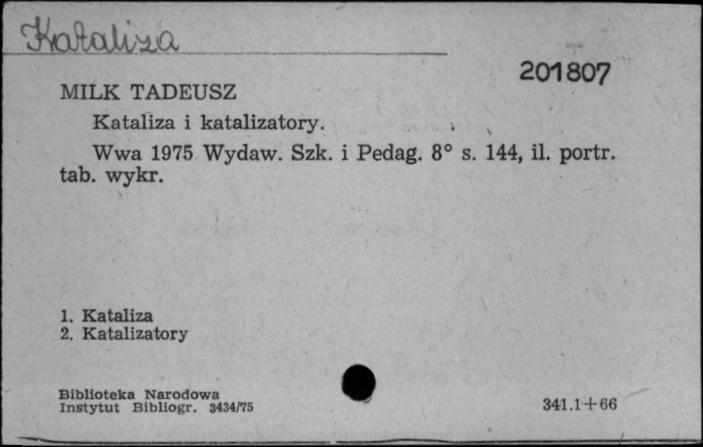 Kataliza
201807
MILK TADEUSZ
Kataliza i katalizatory.
Wwa 1975 Wydaw. Szk. i Pedag. 8° s. 144, il. portr.
tab. wykr.
1. Kataliza
2. Katalizatory
Biblioteka Narodowa
Instytut Bibliogr. 3434/75
341.1+66